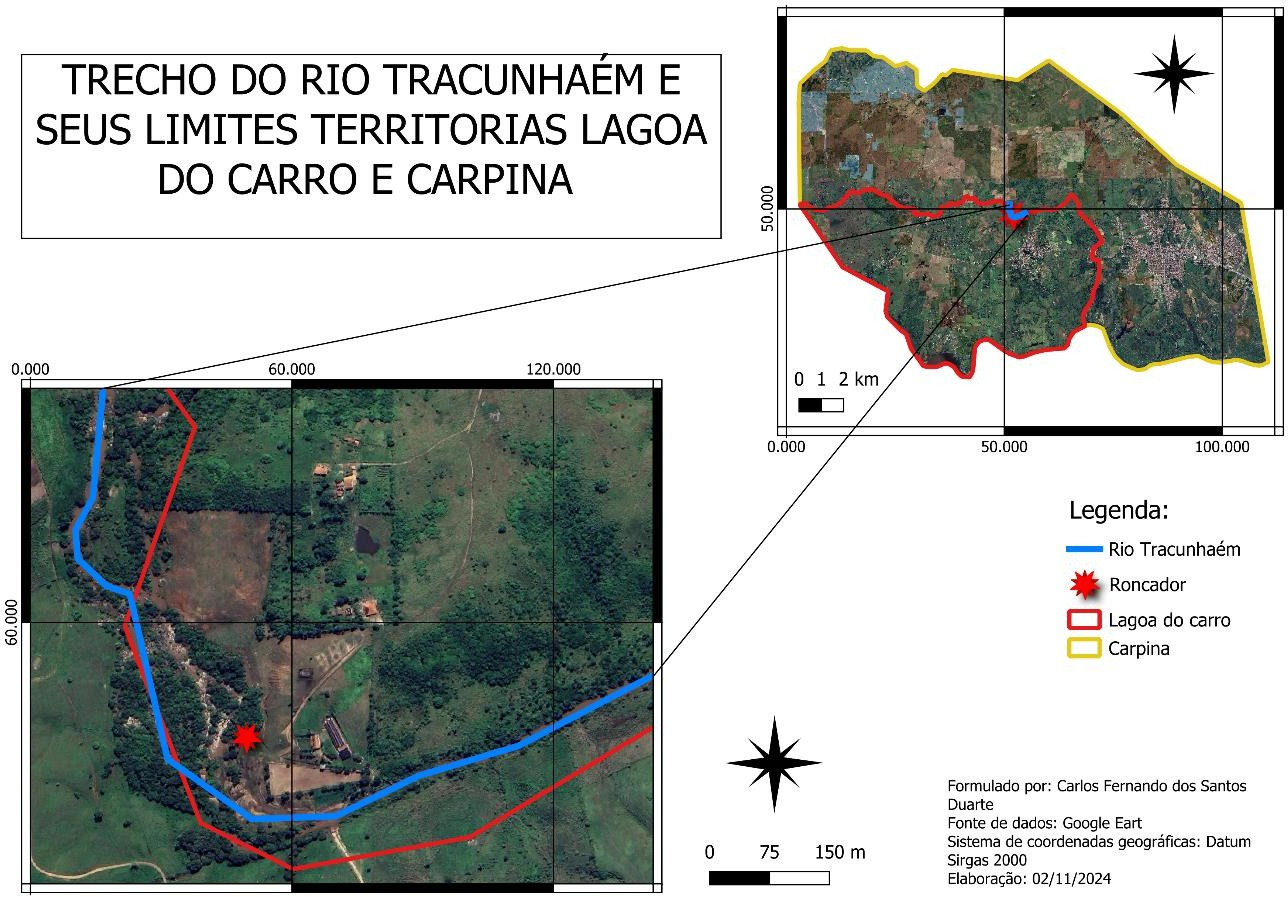 TRECHO DO RIO TRACUNHAÉM E
SEUS LIMITES TERRITORIAS LAGOA
DO CARRO E CARPINA
50.000
0 1 2 km
0.000 50.000 100.000
0.000 60.000 120.000
60.000
Legenda:
Rio Tracunhaém
Roncador
Lagoa do carro
Carpina
0 75 150 m
Formulado por: Carlos Fernando dos Santos
Duarte
Fonte de dados: Google Eart
Sistema de coordenadas geográficas: Datum
Sirgas 2000
Elaboração: 02/11/2024